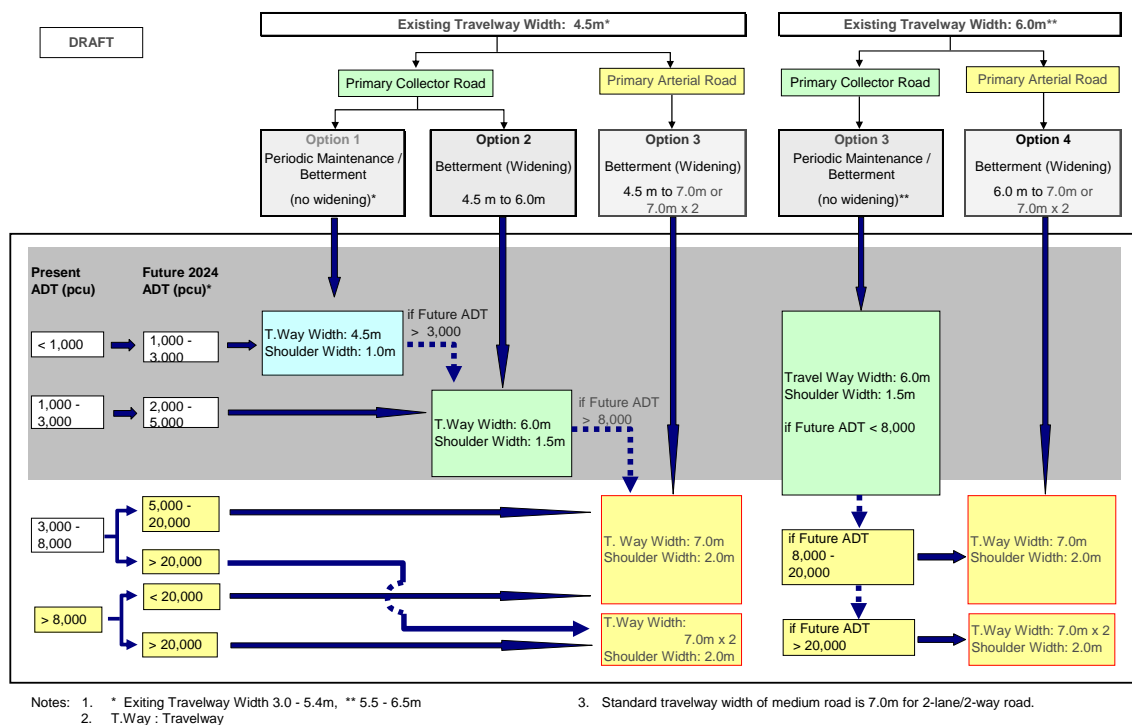 DRAFT
Existing Travelway Width: 4.5m*
Existing Travelway Width: 6.0m**
Primary Collector Road
Primary Arterial Road
Primary Collector Road
Primary Arterial Road
Option 1
Periodic Maintenance /
Betterment
(no widening)*
Option 2
Betterment (Widening)
4.5 m to 6.0m
Option 3
Betterment (Widening)
4.5 m to 7.0m or
7.0m x 2
Option 3
Periodic Maintenance /
Betterment
(no widening)**
Option 4
Betterment (Widening)
6.0 m to 7.0m or
7.0m x 2
Present
ADT (pcu)
Future 2024
ADT (pcu)*
< 1,000
1,000 -
3,000
T.Way Width: 4.5m
Shoulder Width: 1.0m
if Future ADT
> 3,000
1,000 -
3,000
2,000 -
5,000
T.Way Width: 6.0m
Shoulder Width: 1.5m
if Future ADT
> 8,000
Travel Way Width: 6.0m
Shoulder Width: 1.5m
if Future ADT < 8,000
3,000 -
8,000
5,000 -
20,000
> 20,000
T. Way Width: 7.0m
Shoulder Width: 2.0m
if Future ADT
8,000 -
20,000
T. Way Width: 7.0m
Shoulder Width: 2.0m
> 8,000
< 20,000
> 20,000
T.Way Width:
7.0m x 2
Shoulder Width: 2.0m
if Future ADT
> 20,000
T.Way Width: 7.0m x 2
Shoulder Width: 2.0m
Notes: 1. * Exiting Travelway Width 3.0 - 5.4m, ** 5.5 - 6.5m
2. T.Way : Travelway
3. Standard travelway width of medium road is 7.0m for 2-lane/2-way road.